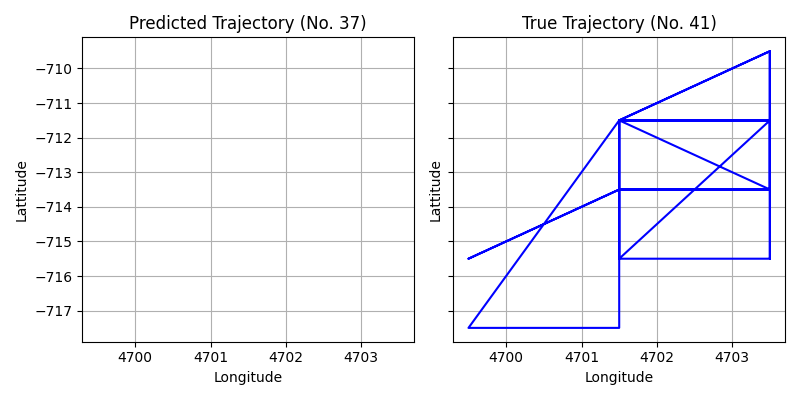 Predicted Trajectory (No. 37)
True Trajectory (No. 41)
−710
−711
−712
−713
−714
−715
−716
−717
Lattitude
Lattitude
4700 4701 4702 4703
4700 4701 4702 4703
Longitude
Longitude